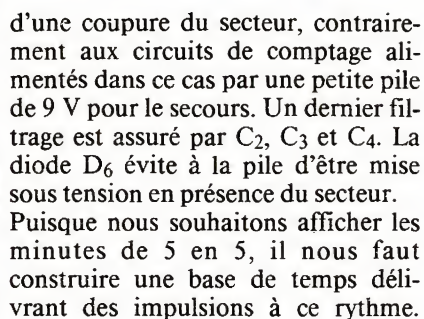 d'une coupure du secteur, contraire-
ment aux circuits de comptage ali-
mentés dans ce cas par une petite pile
de 9 V pour le secours. Un dernier fil-
trage est assuré par C₂, C₃ et C₄. La
diode D₆ évite à la pile d'être mise
sous tension en présence du secteur.
Puisque nous souhaitons afficher les
minutes de 5 en 5, il nous faut
construire une base de temps déli-
vrant des impulsions à ce rythme.